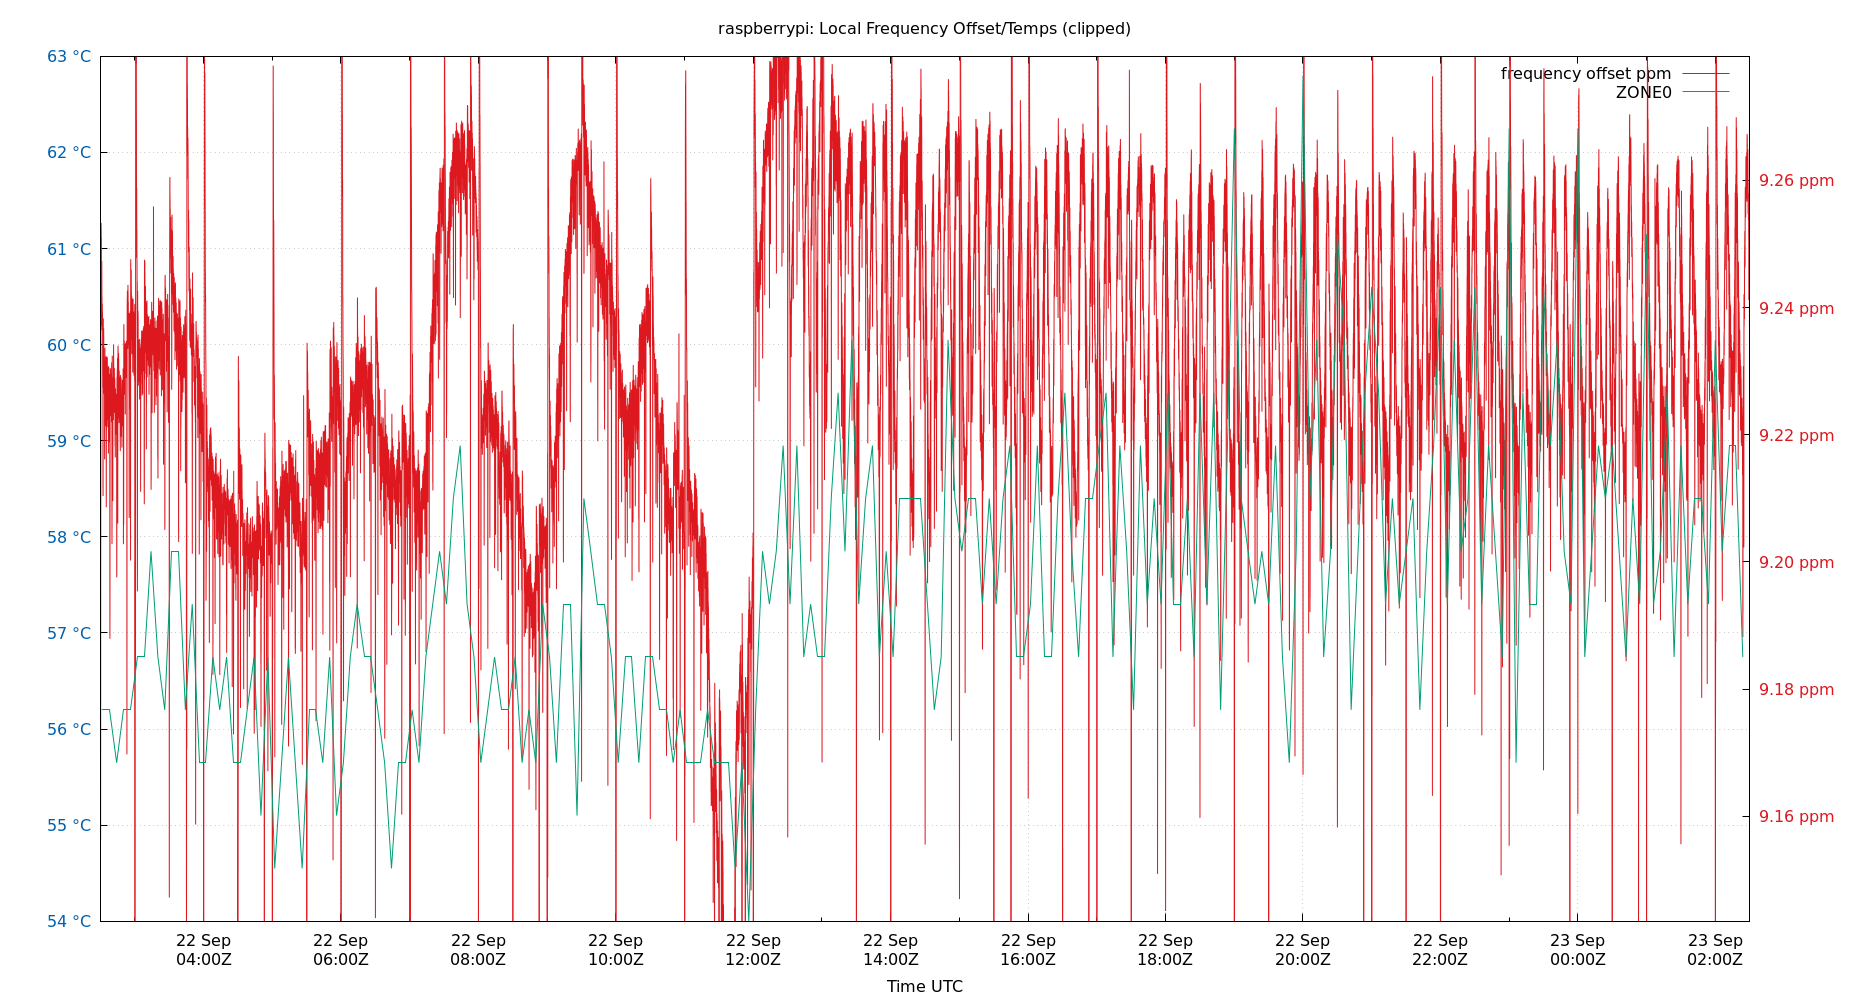 raspberrypi: Local Frequency Offset/Temps (clipped)
63 °C
62 °C
61 °C
60 °C
59 °C
58 °C
57 °C
56 °C
55 °C
54 °C
frequency offset ppm
ZONE0
9.26 ppm
9.24 ppm
9.22 ppm
9.20 ppm
9.18 ppm
9.16 ppm
22 Sep 22 Sep 22 Sep 22 Sep 22 Sep 22 Sep 22 Sep 22 Sep 22 Sep 22 Sep 23 Sep 23 Sep
04:00Z 06:00Z 08:00Z 10:00Z 12:00Z 14:00Z 16:00Z 18:00Z 20:00Z 22:00Z 00:00Z 02:00Z
Time UTC